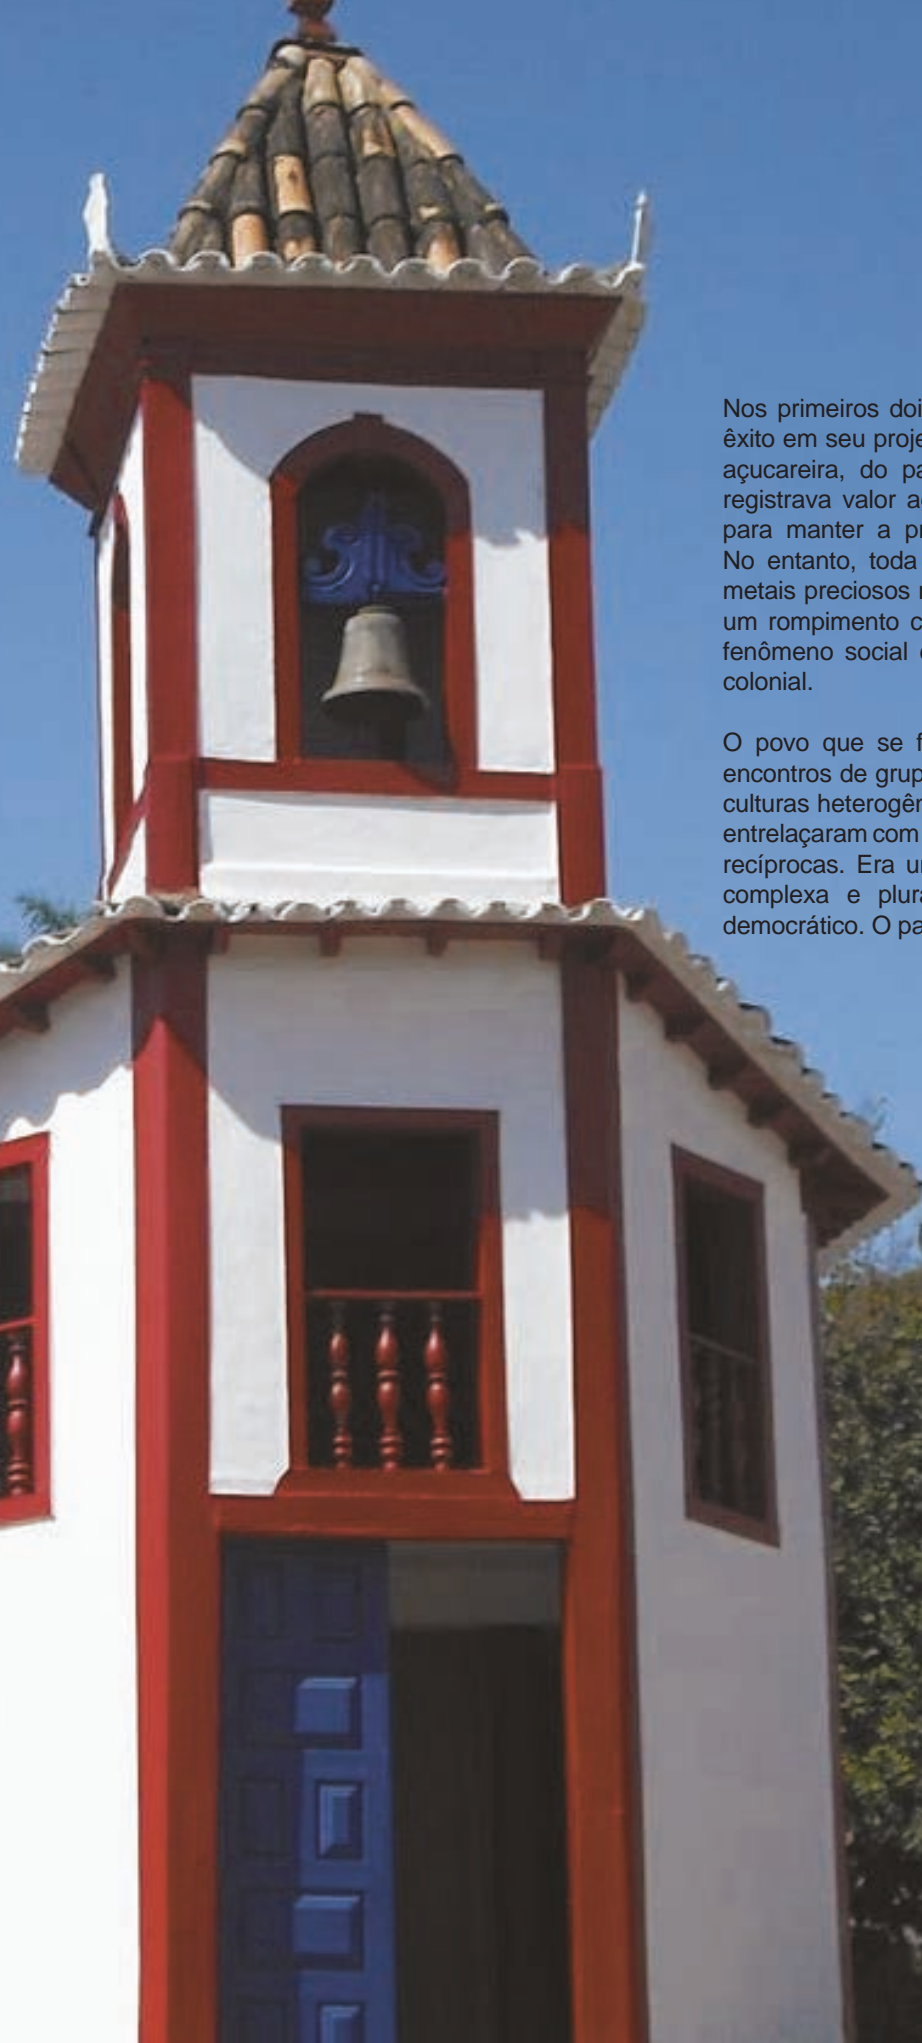 Nos primeiros doi
êxito em seu proje
açucareira, do pa
registrava valor a
para manter a pr
No entanto, toda
metais preciosos
um rompimento c
fenômeno social
colonial.
O povo que se f
encontros de grup
culturas heterogên
entrelaçaram com
recíprocas. Era u
complexa e plura
democrático. O pa